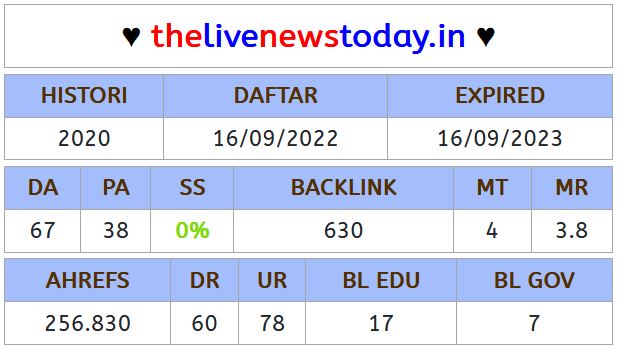 ♥ thelivenewstoday.in ♥
HISTORI DAFTAR EXPIRED
2020 16/09/2022 16/09/2023
DA PA SS BACKLINK MT MR
67 38 0% 630 4 3.8
AHREFS DR UR BL EDU BL GOV
256.830 60 78 17 7